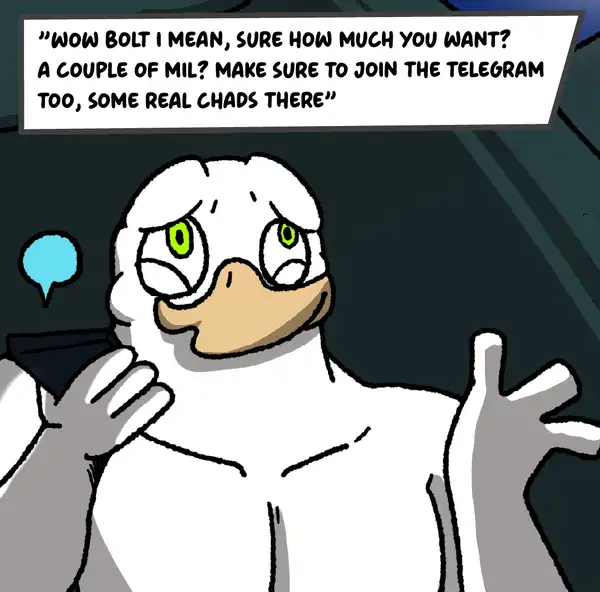 "WOW BOLT I MEAN, SURE HOW MUCH YOU WANT?
A COUPLE OF MIL? MAKE SURE TO JOIN THE TELEGRAM
TOO, SOME REAL CHADS THERE"